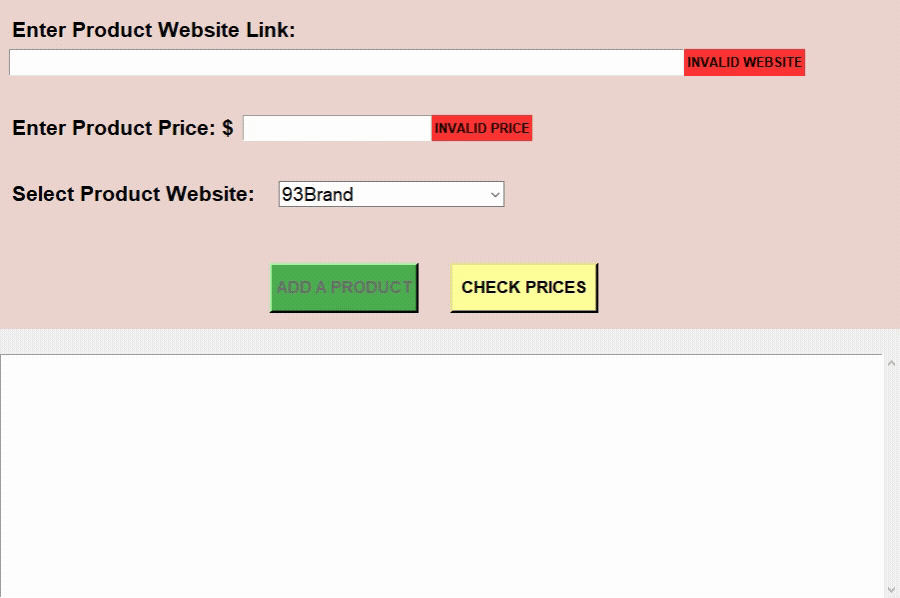 Enter Product Website Link:
INVALID WEBSITE
Enter Product Price: $ INVALID PRICE
Select Product Website: 93Brand
ADD A PRODUCT CHECK PRICES